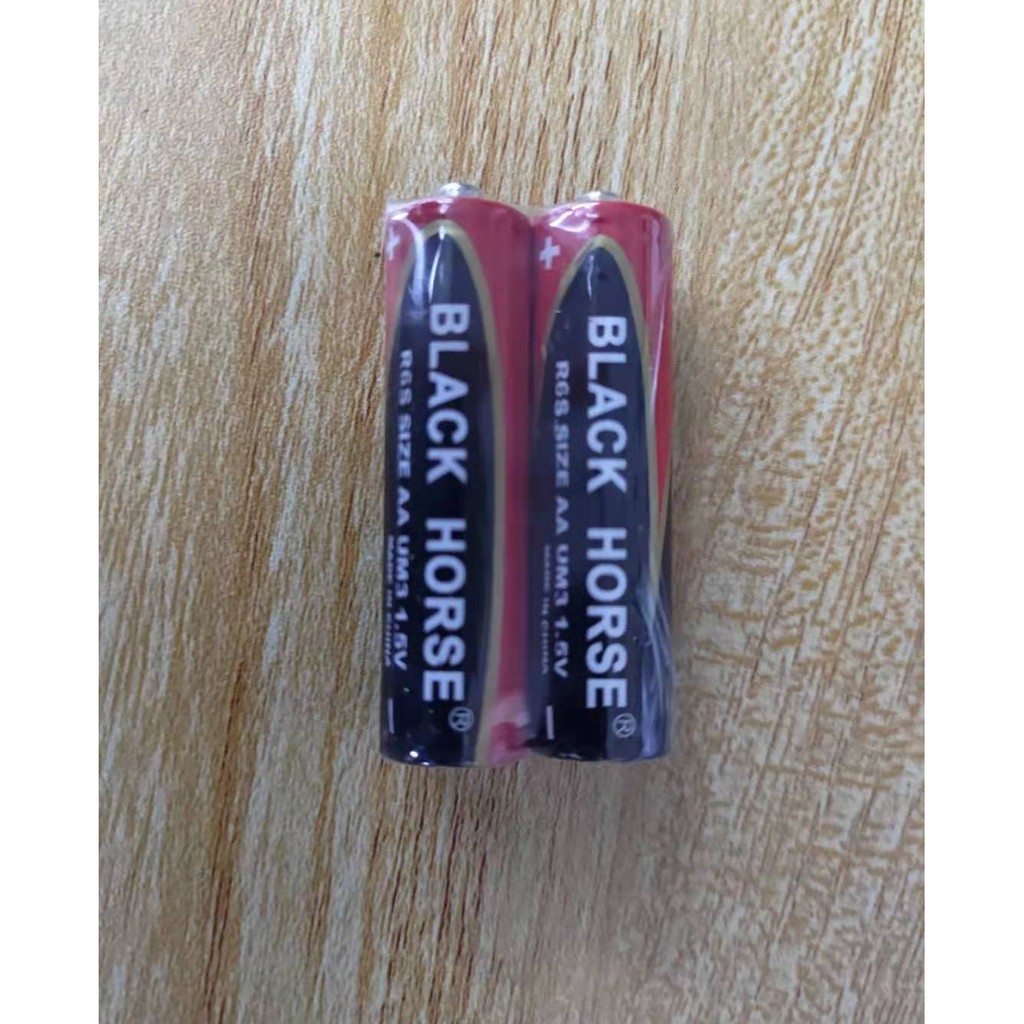 +
BLACK HORSE®
R6S SIZE AA UM3 1.5V
MADE IN CHINA
−
+
BLACK HORSE®
R6S SIZE AA UM3 1.5V
MADE IN CHINA
−